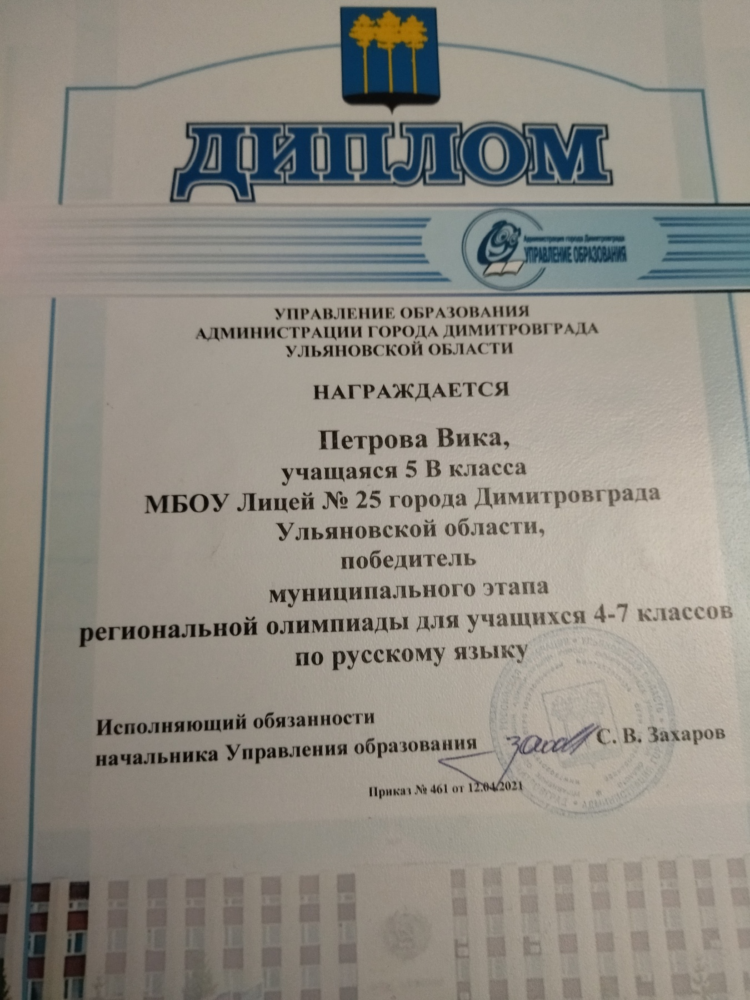 ДИПЛОМ
Администрация города Димитровграда
УПРАВЛЕНИЕ ОБРАЗОВАНИЯ
УПРАВЛЕНИЕ ОБРАЗОВАНИЯ
АДМИНИСТРАЦИИ ГОРОДА ДИМИТРОВГРАДА
УЛЬЯНОВСКОЙ ОБЛАСТИ
НАГРАЖДАЕТСЯ
Петрова Вика,
учащаяся 5 В класса
МБОУ Лицей № 25 города Димитровграда
Ульяновской области,
победитель
муниципального этапа
региональной олимпиады для учащихся 4-7 классов
по русскому языку
Исполняющий обязанности
начальника Управления образования
С. В. Захаров
Приказ № 461 от 12.04.2021